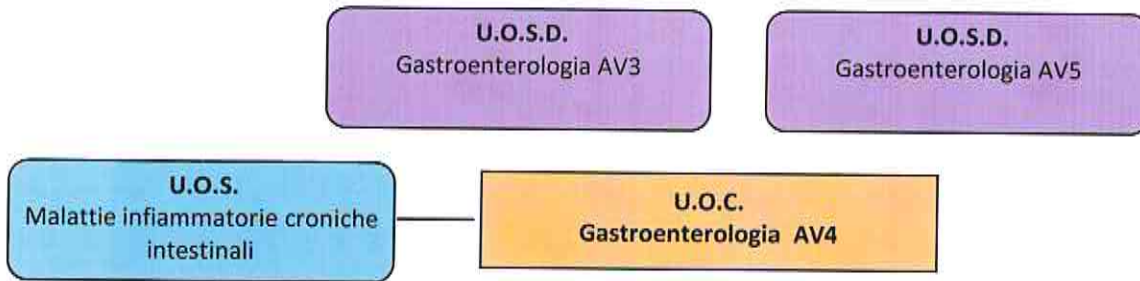 U.O.S.D.
Gastroenterologia AV3
U.O.S.D.
Gastroenterologia AV5
U.O.S.
Malattie infiammatorie croniche
intestinali
U.O.C.
Gastroenterologia AV4